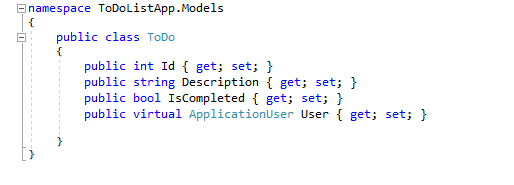 namespace ToDoListApp.Models
{
public class ToDo
{
public int Id { get; set; }
public string Description { get; set; }
public bool IsCompleted { get; set; }
public virtual ApplicationUser User { get; set; }
}
}